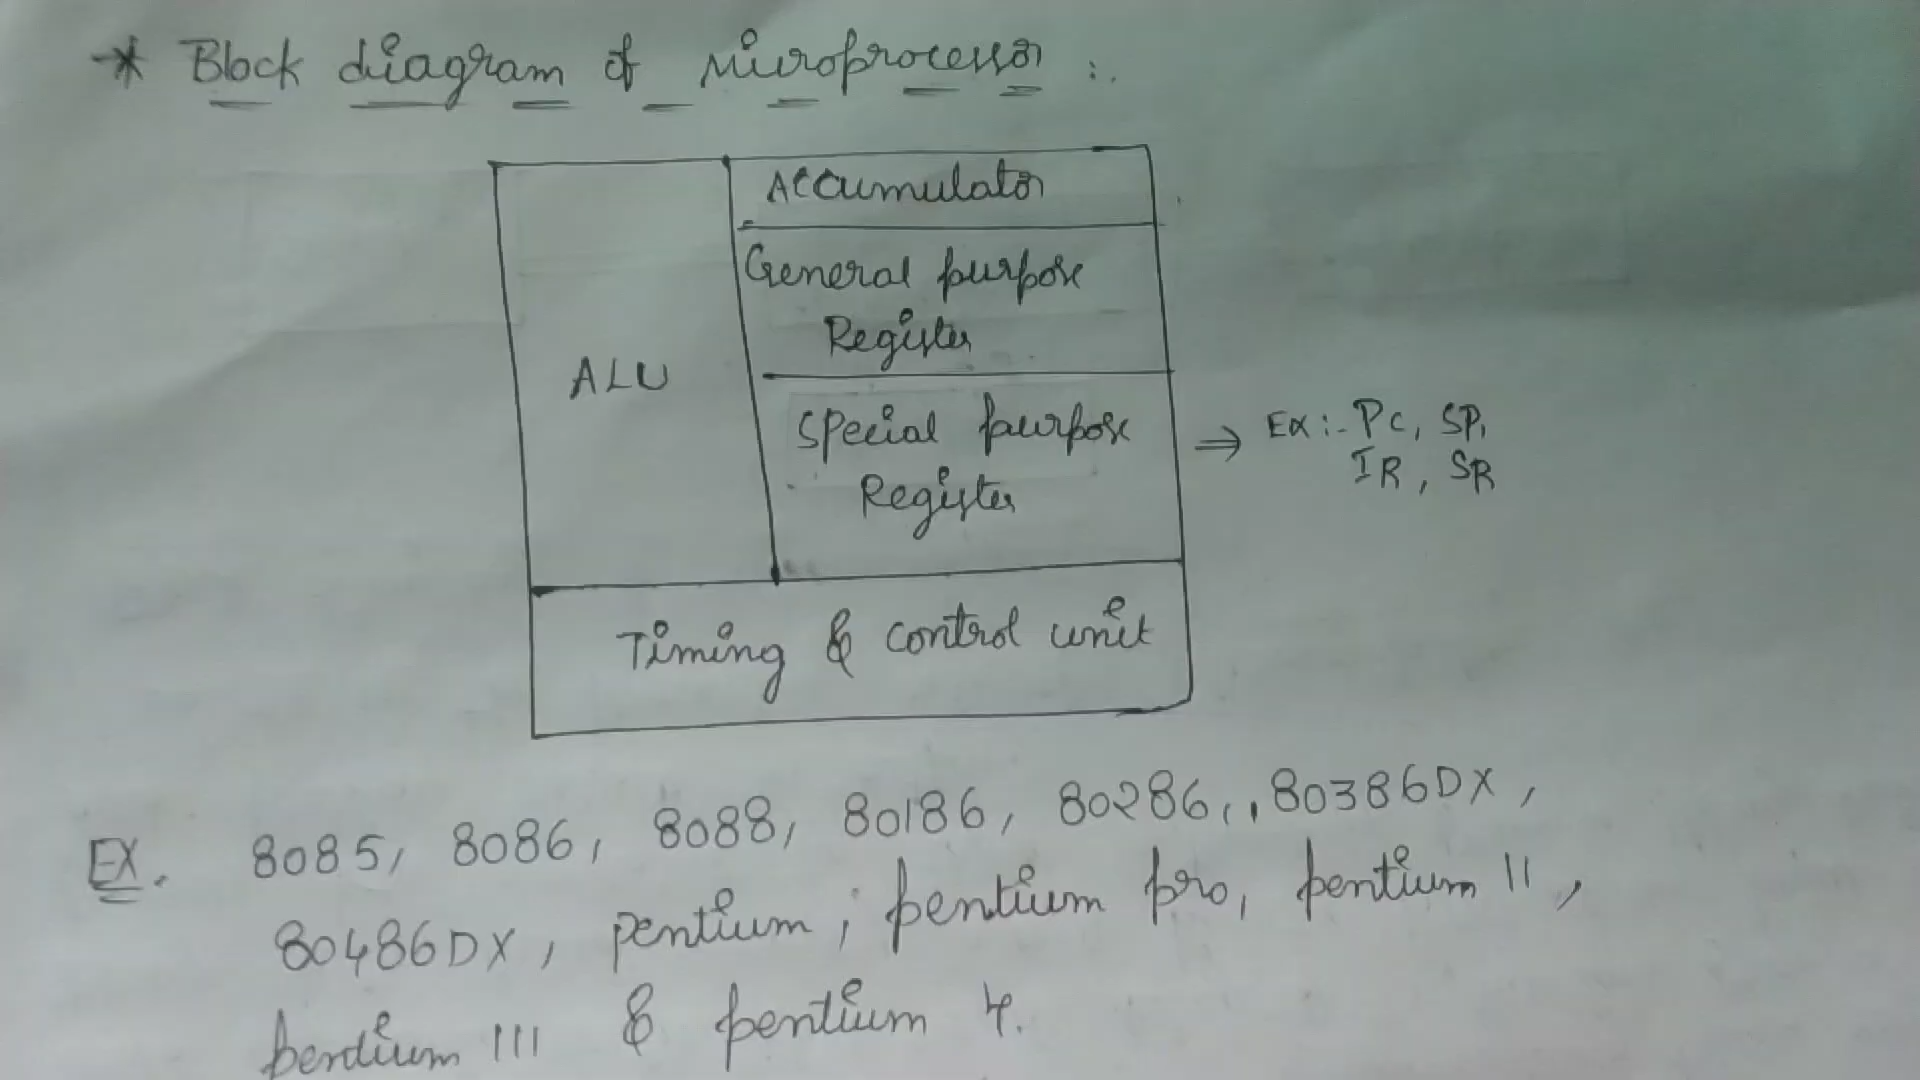 * Block diagram of Microprocessor :.
Accumulator
General purpose
Register
ALU
Special purpose
Register
⇒ Ex:- PC, SP,
IR, SR
Timing & control unit
EX. 8085, 8086, 8088, 80186, 80286,, 80386DX,
80486DX, pentium, pentium pro, pentium II,
pentium III & pentium 4.